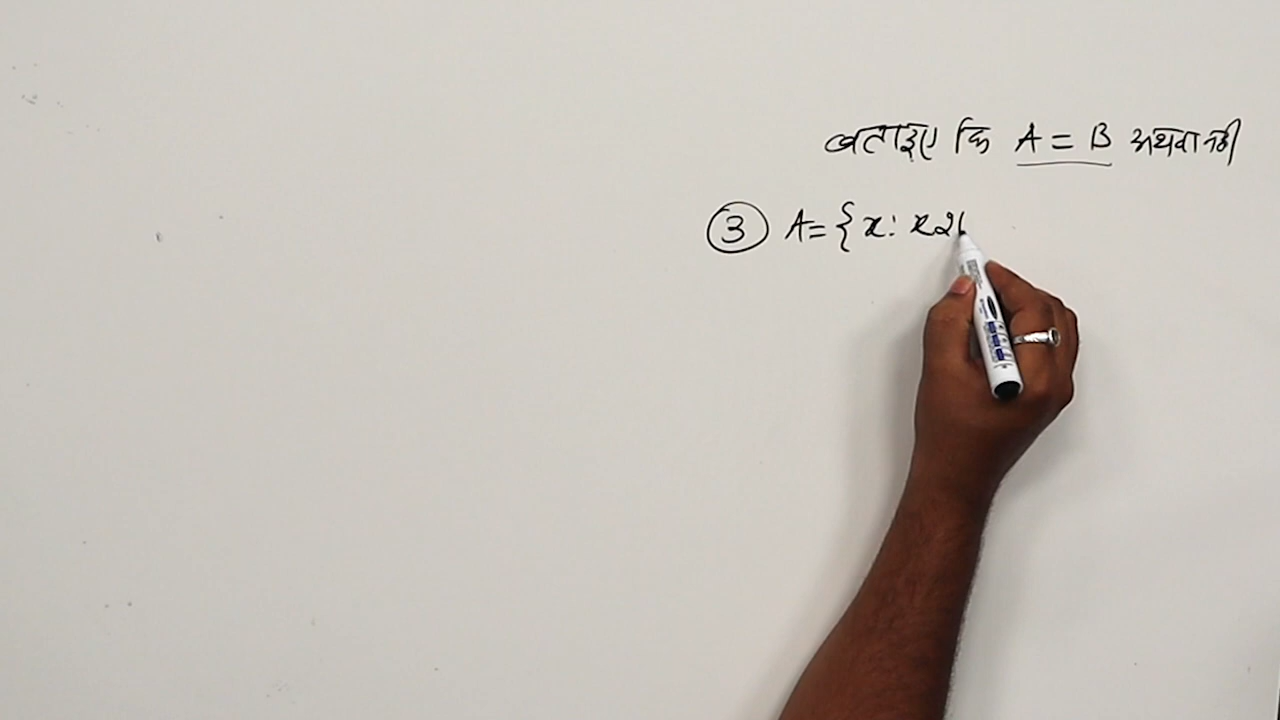 बताइए कि A = B अथवा नहीं
③ A = { x : x